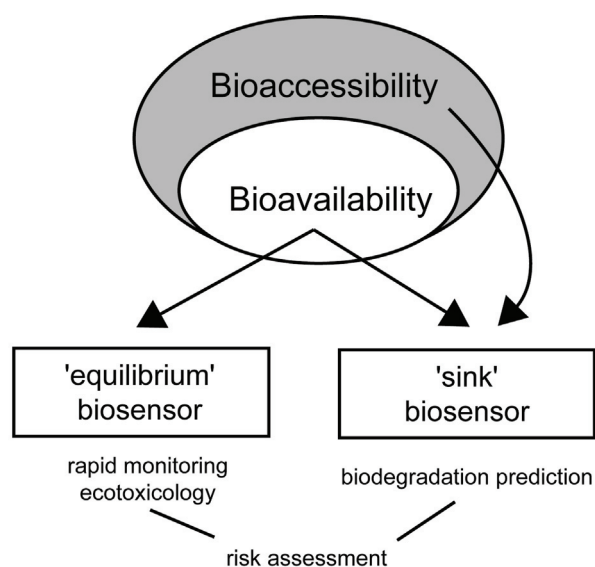 Bioaccessibility
Bioavailability
'equilibrium'
biosensor
'sink'
biosensor
rapid monitoring
ecotoxicology
biodegradation prediction
risk assessment